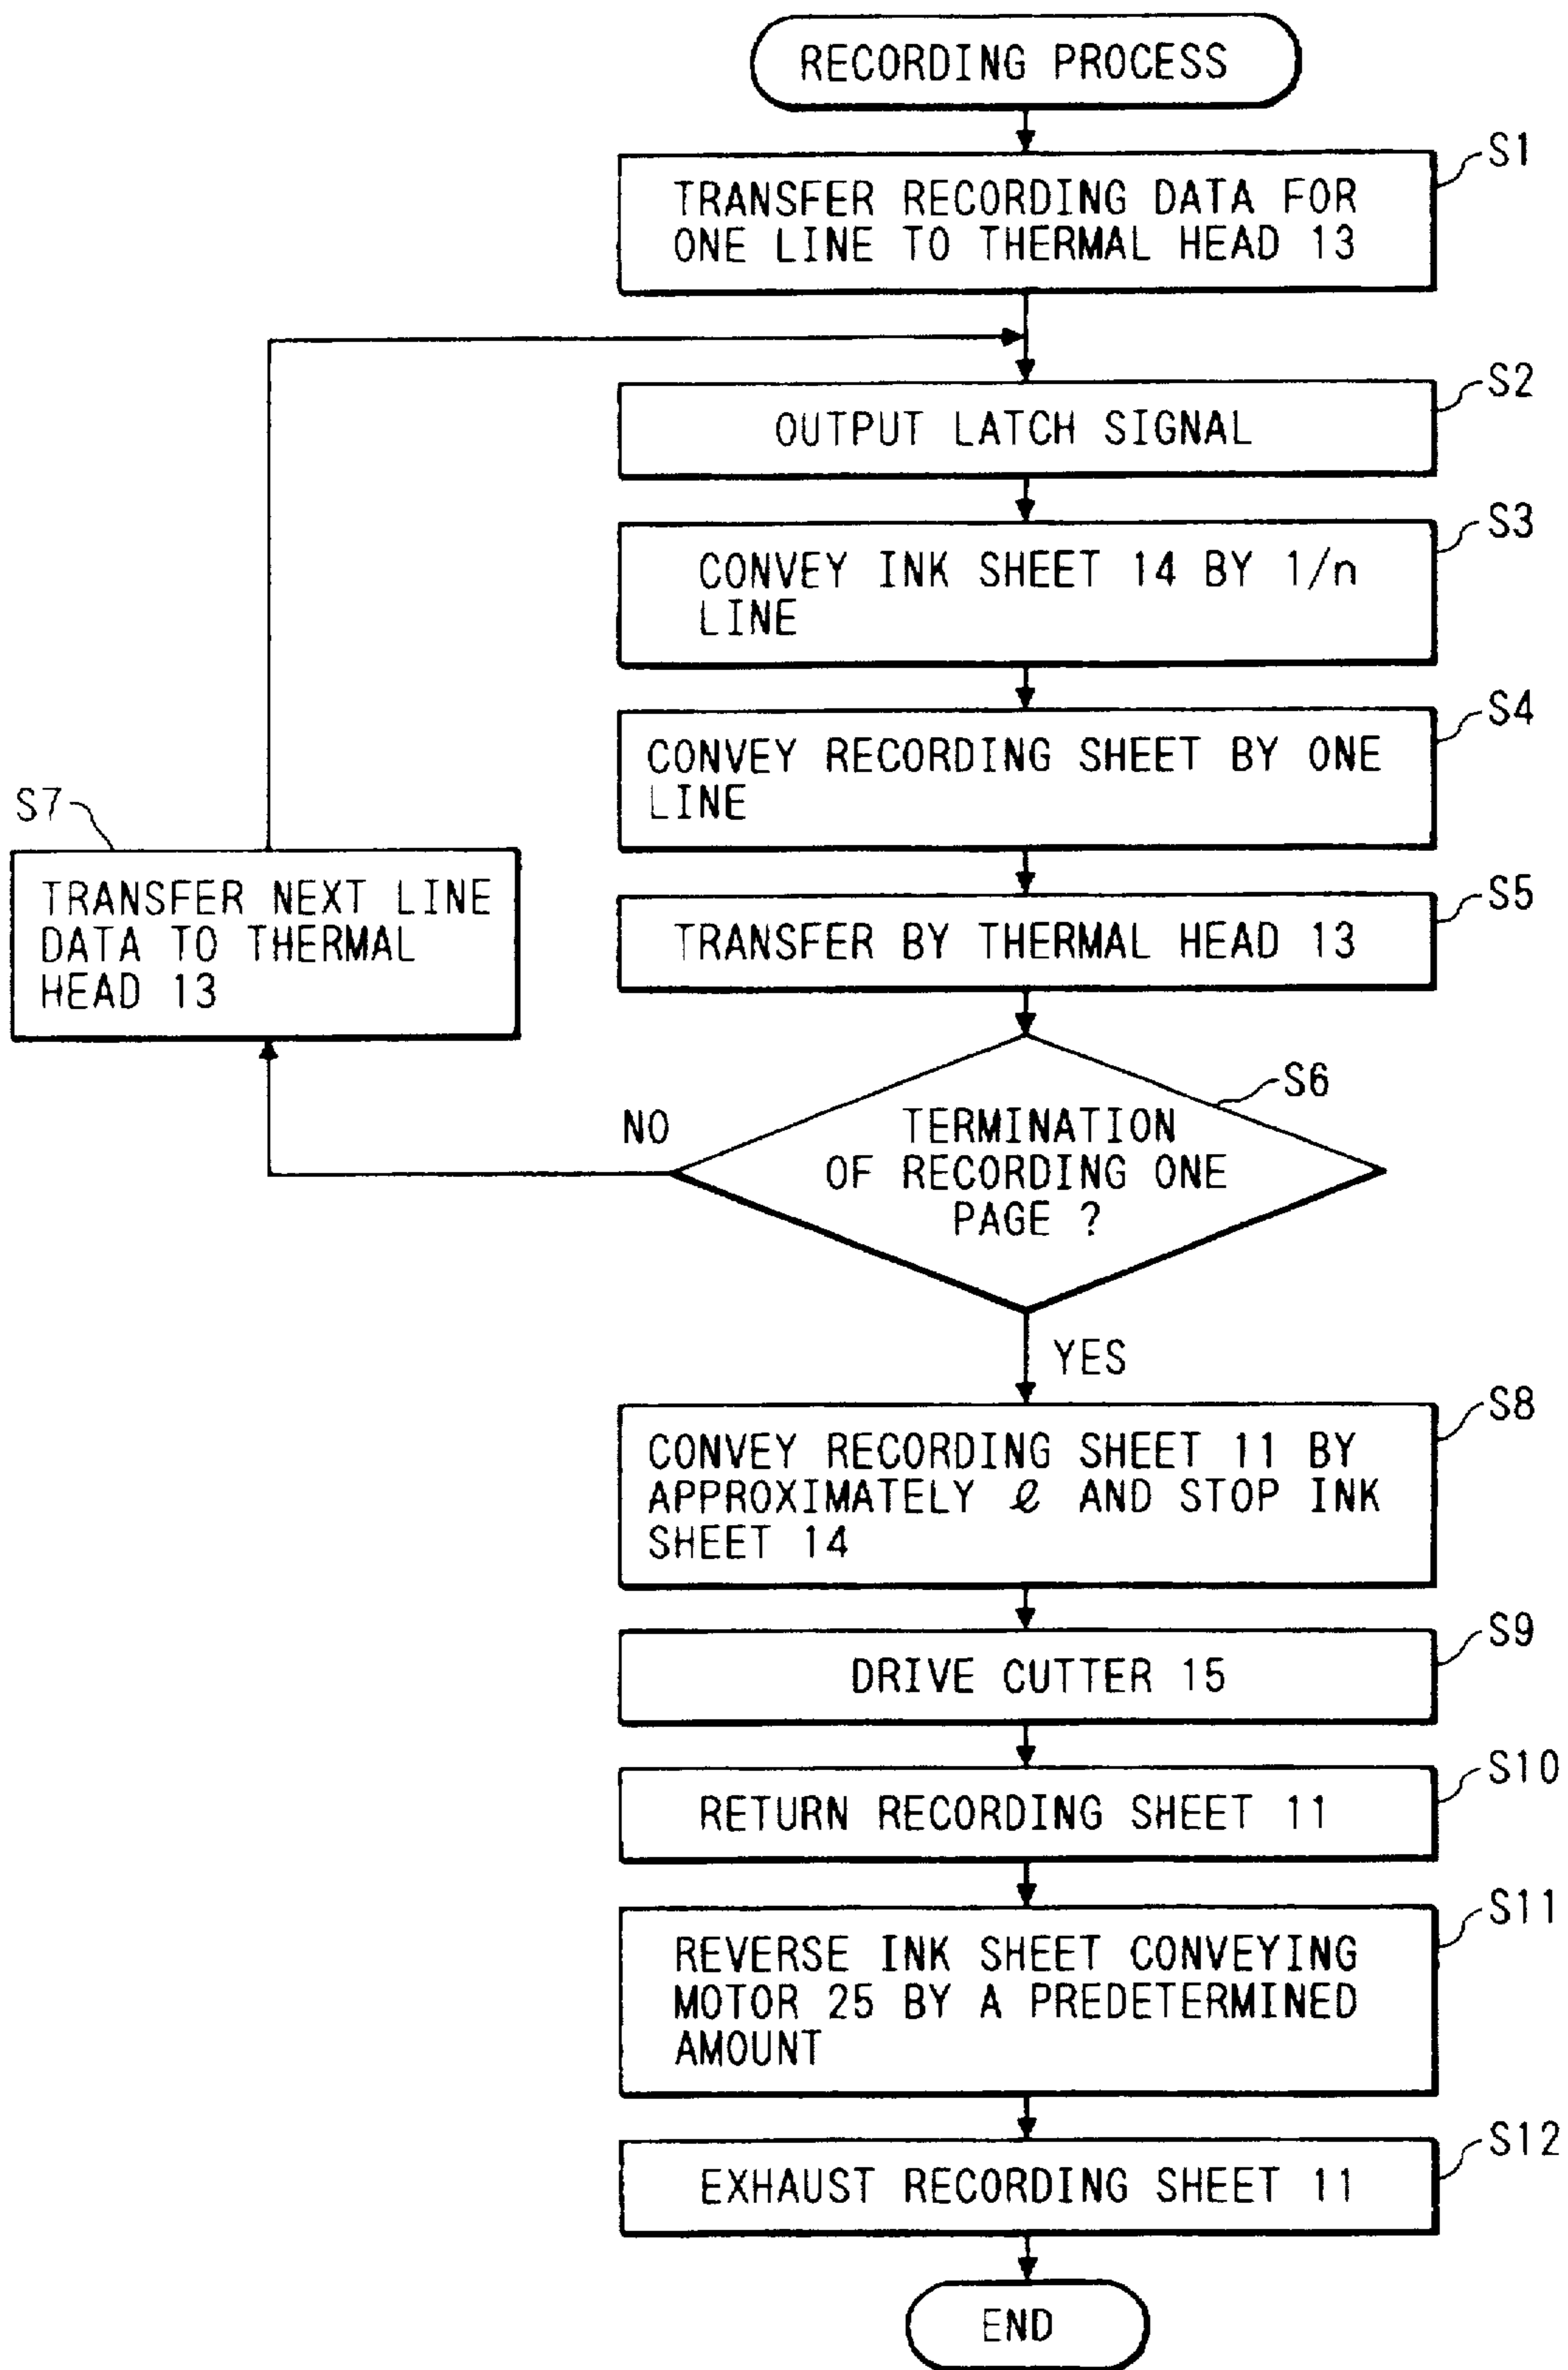 RECORDING PROCESS
S1
TRANSFER RECORDING DATA FOR
ONE LINE TO THERMAL HEAD 13
S2
OUTPUT LATCH SIGNAL
S3
CONVEY INK SHEET 14 BY 1/n
LINE
S4
CONVEY RECORDING SHEET BY ONE
LINE
S7
TRANSFER NEXT LINE
DATA TO THERMAL
HEAD 13
S5
TRANSFER BY THERMAL HEAD 13
S6
NO
TERMINATION
OF RECORDING ONE
PAGE ?
YES
S8
CONVEY RECORDING SHEET 11 BY
APPROXIMATELY ℓ AND STOP INK
SHEET 14
S9
DRIVE CUTTER 15
S10
RETURN RECORDING SHEET 11
S11
REVERSE INK SHEET CONVEYING
MOTOR 25 BY A PREDETERMINED
AMOUNT
S12
EXHAUST RECORDING SHEET 11
END